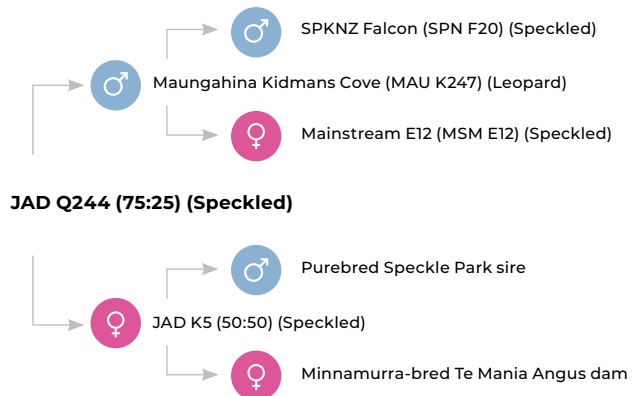 SPKNZ Falcon (SPN F20) (Speckled)
Maungahina Kidmans Cove (MAU K247) (Leopard)
Mainstream E12 (MSM E12) (Speckled)
JAD Q244 (75:25) (Speckled)
Purebred Speckle Park sire
JAD K5 (50:50) (Speckled)
Minnamurra-bred Te Mania Angus dam